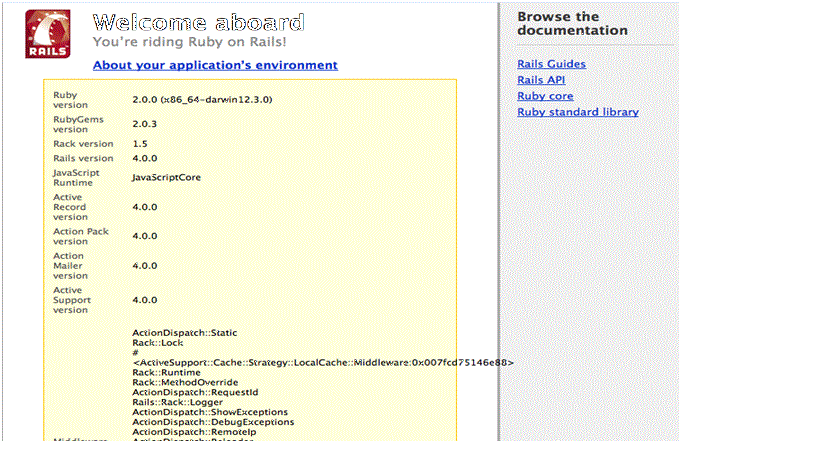 RAILS
Welcome aboard
You're riding Ruby on Rails!
About your application's environment
Ruby version 2.0.0 (x86_64-darwin12.3.0)
RubyGems version 2.0.3
Rack version 1.5
Rails version 4.0.0
JavaScript Runtime JavaScriptCore
Active Record version 4.0.0
Action Pack version 4.0.0
Action Mailer version 4.0.0
Active Support version 4.0.0
ActionDispatch::Static
Rack::Lock
#
<ActiveSupport::Cache::Strategy::LocalCache::Middleware:0x007fcd75146e88>
Rack::Runtime
Rack::MethodOverride
ActionDispatch::RequestId
Rails::Rack::Logger
ActionDispatch::ShowExceptions
ActionDispatch::DebugExceptions
ActionDispatch::RemoteIp
Middleware
ActionDispatch::Reloader
Browse the
documentation
Rails Guides
Rails API
Ruby core
Ruby standard library